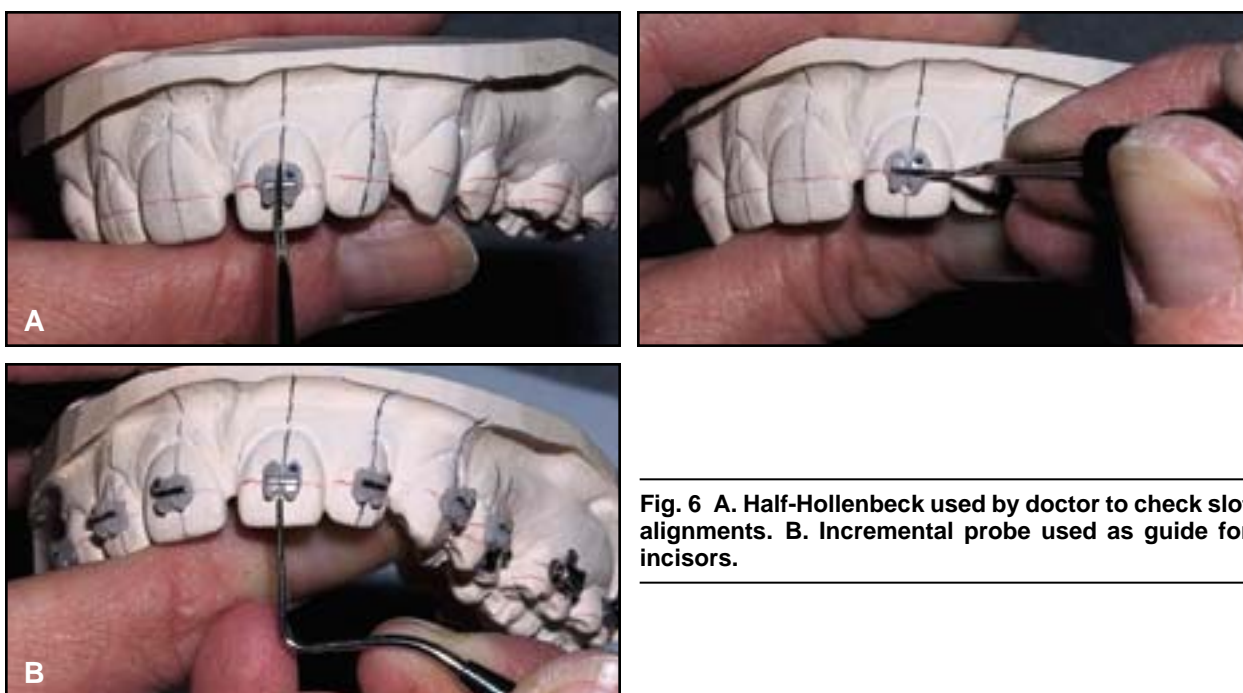 A
B
Fig. 6 A. Half-Hollenbeck used by doctor to check slo
alignments. B. Incremental probe used as guide fo
incisors.